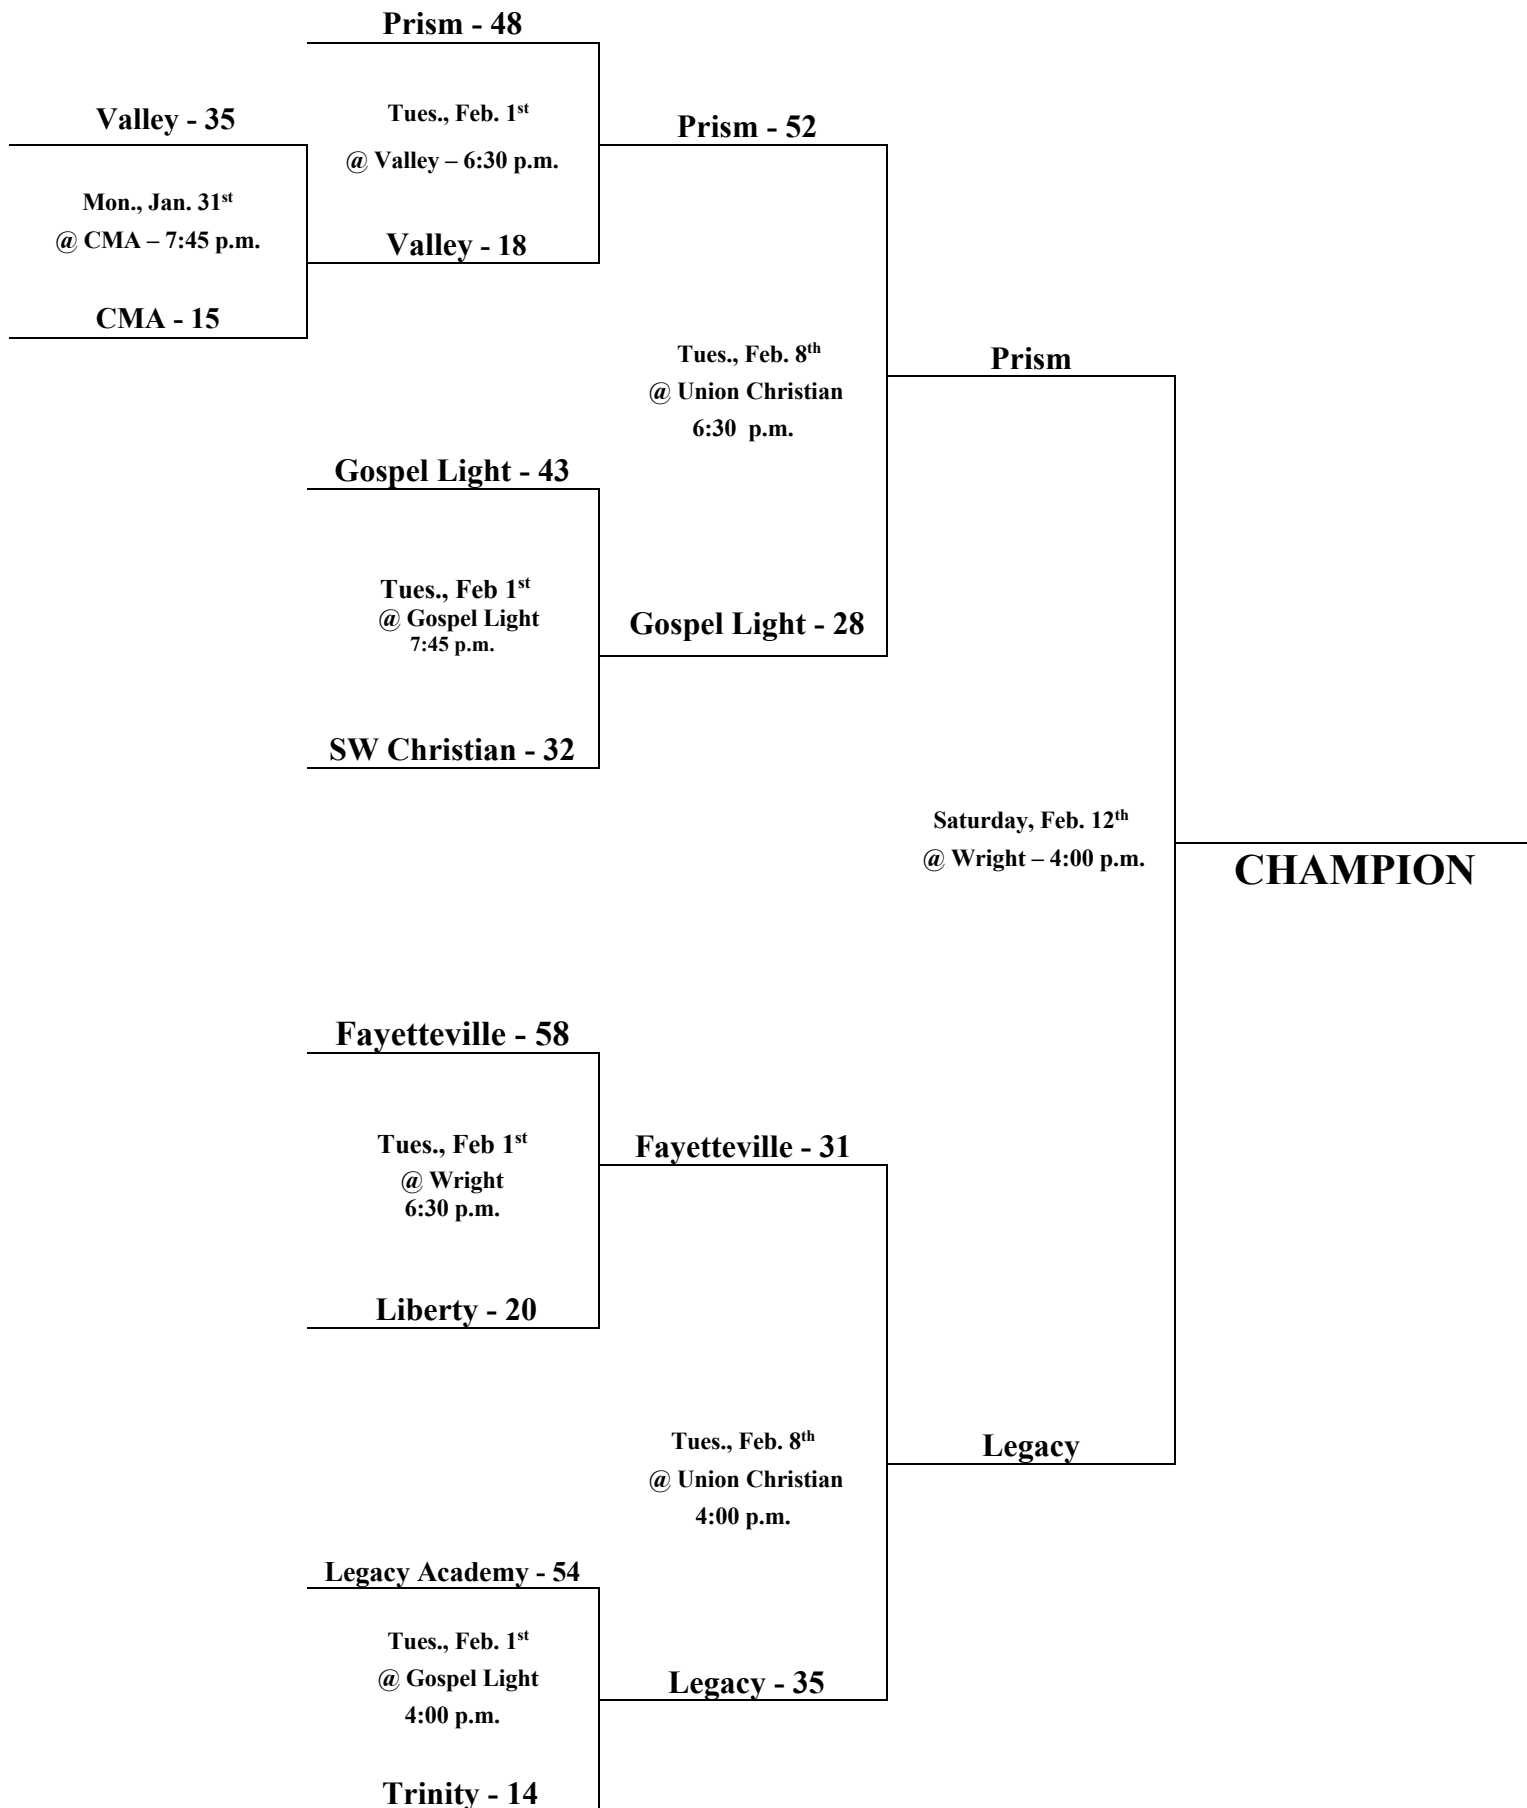 Prism - 48
Valley - 35
Tues., Feb. 1st
@ Valley – 6:30 p.m.
Prism - 52
Mon., Jan. 31st
@ CMA – 7:45 p.m.
Valley - 18
CMA - 15
Tues., Feb. 8th
@ Union Christian
6:30 p.m.
Prism
Gospel Light - 43
Tues., Feb 1st
@ Gospel Light
7:45 p.m.
Gospel Light - 28
SW Christian - 32
Saturday, Feb. 12th
@ Wright – 4:00 p.m.
CHAMPION
Fayetteville - 58
Tues., Feb 1st
@ Wright
6:30 p.m.
Fayetteville - 31
Liberty - 20
Tues., Feb. 8th
@ Union Christian
4:00 p.m.
Legacy
Legacy Academy - 54
Tues., Feb. 1st
@ Gospel Light
4:00 p.m.
Legacy - 35
Trinity - 14